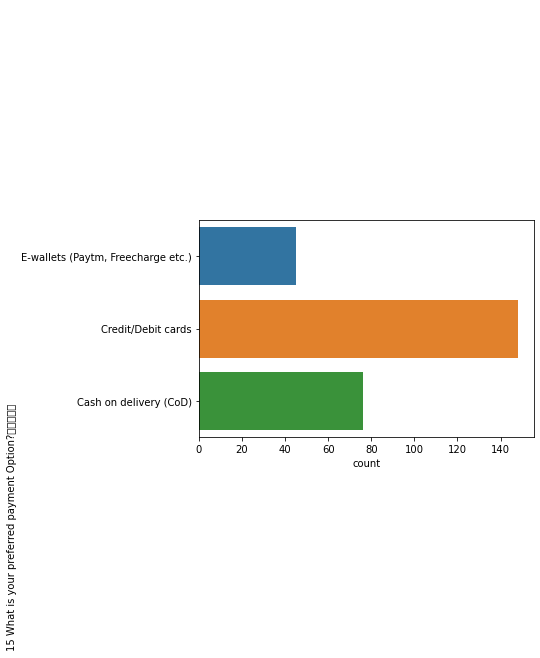 E-wallets (Paytm, Freecharge etc.)
Credit/Debit cards
Cash on delivery (CoD)
0 20 40 60 80 100 120 140
count
15 What is your preferred payment Option?